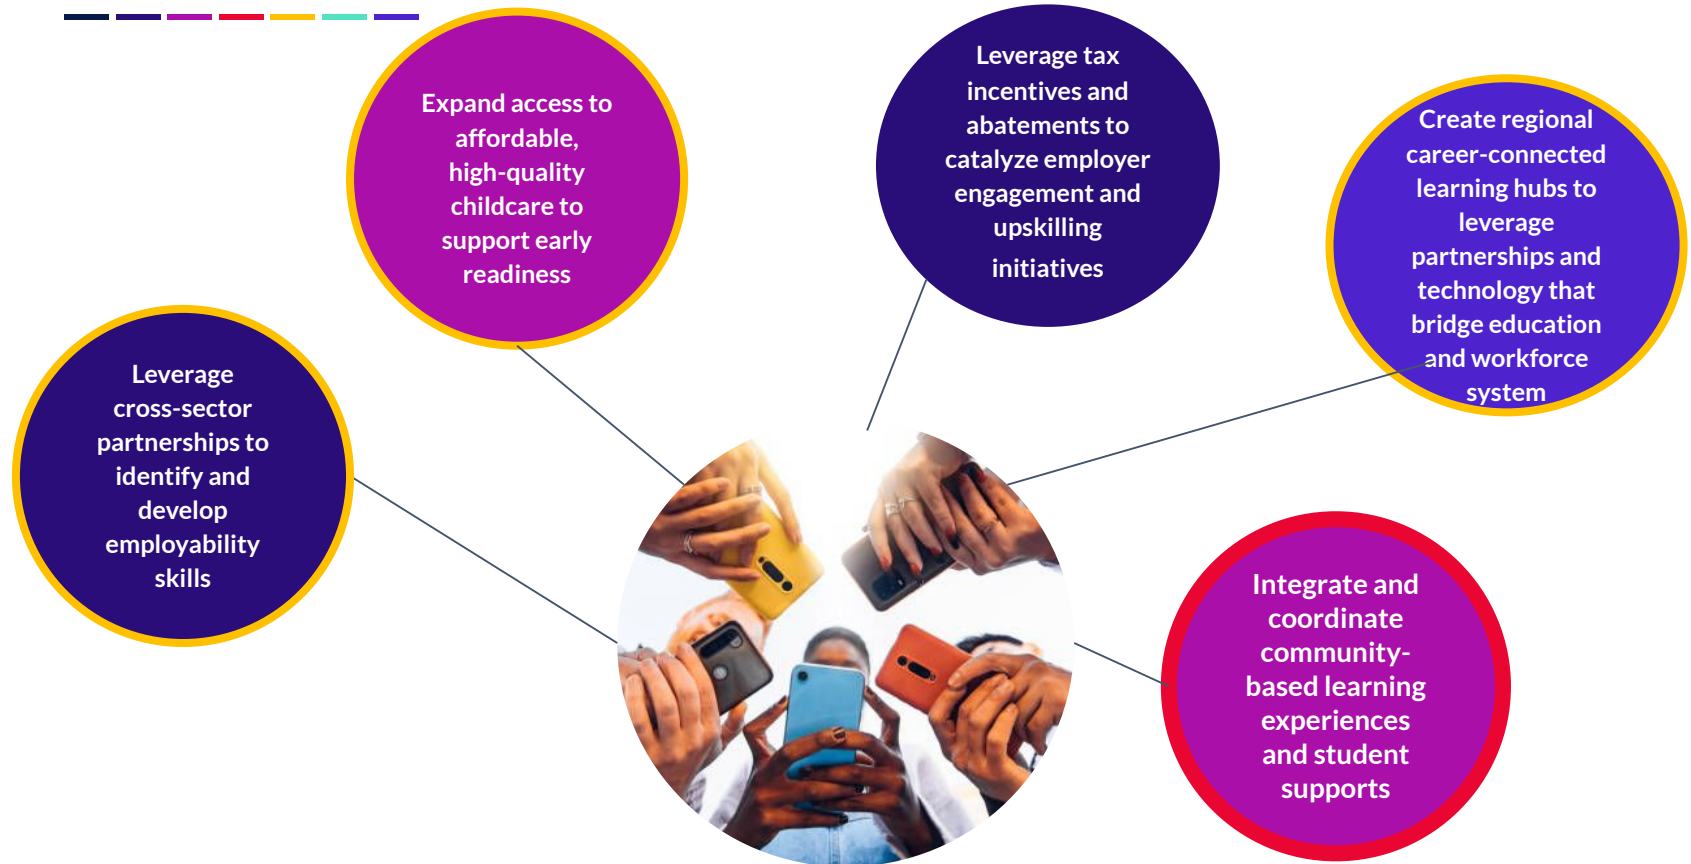 Expand access to
affordable,
high-quality
childcare to
support early
readiness
Leverage tax
incentives and
abatements to
catalyze employer
engagement and
upskilling
initiatives
Create regional
career-connected
learning hubs to
leverage
partnerships and
technology that
bridge education
and workforce
system
Leverage
cross-sector
partnerships to
identify and
develop
employability
skills
Integrate and
coordinate
community-
based learning
experiences
and student
supports